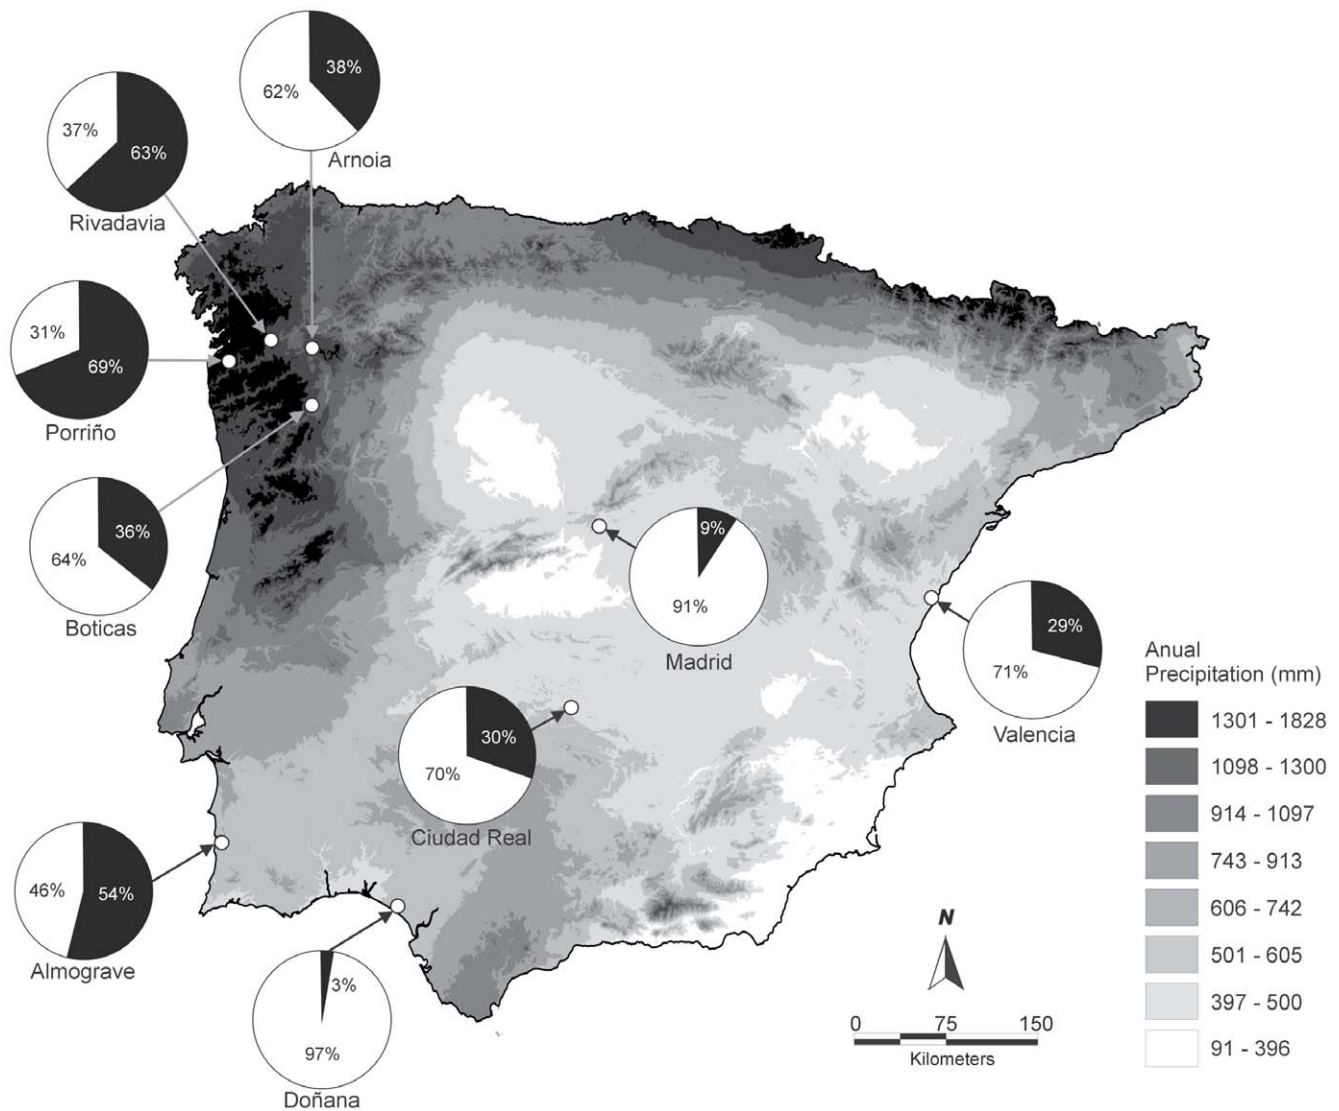 38%
62%
Arnoia
37%
63%
Rivadavia
31%
69%
Porriño
36%
64%
Boticas
9%
91%
Madrid
29%
71%
Valencia
30%
70%
Ciudad Real
46%
54%
Almograve
3%
97%
Doñana
Anual
Precipitation (mm)
1301 - 1828
1098 - 1300
914 - 1097
743 - 913
606 - 742
501 - 605
397 - 500
91 - 396
N
0 75 150
Kilometers